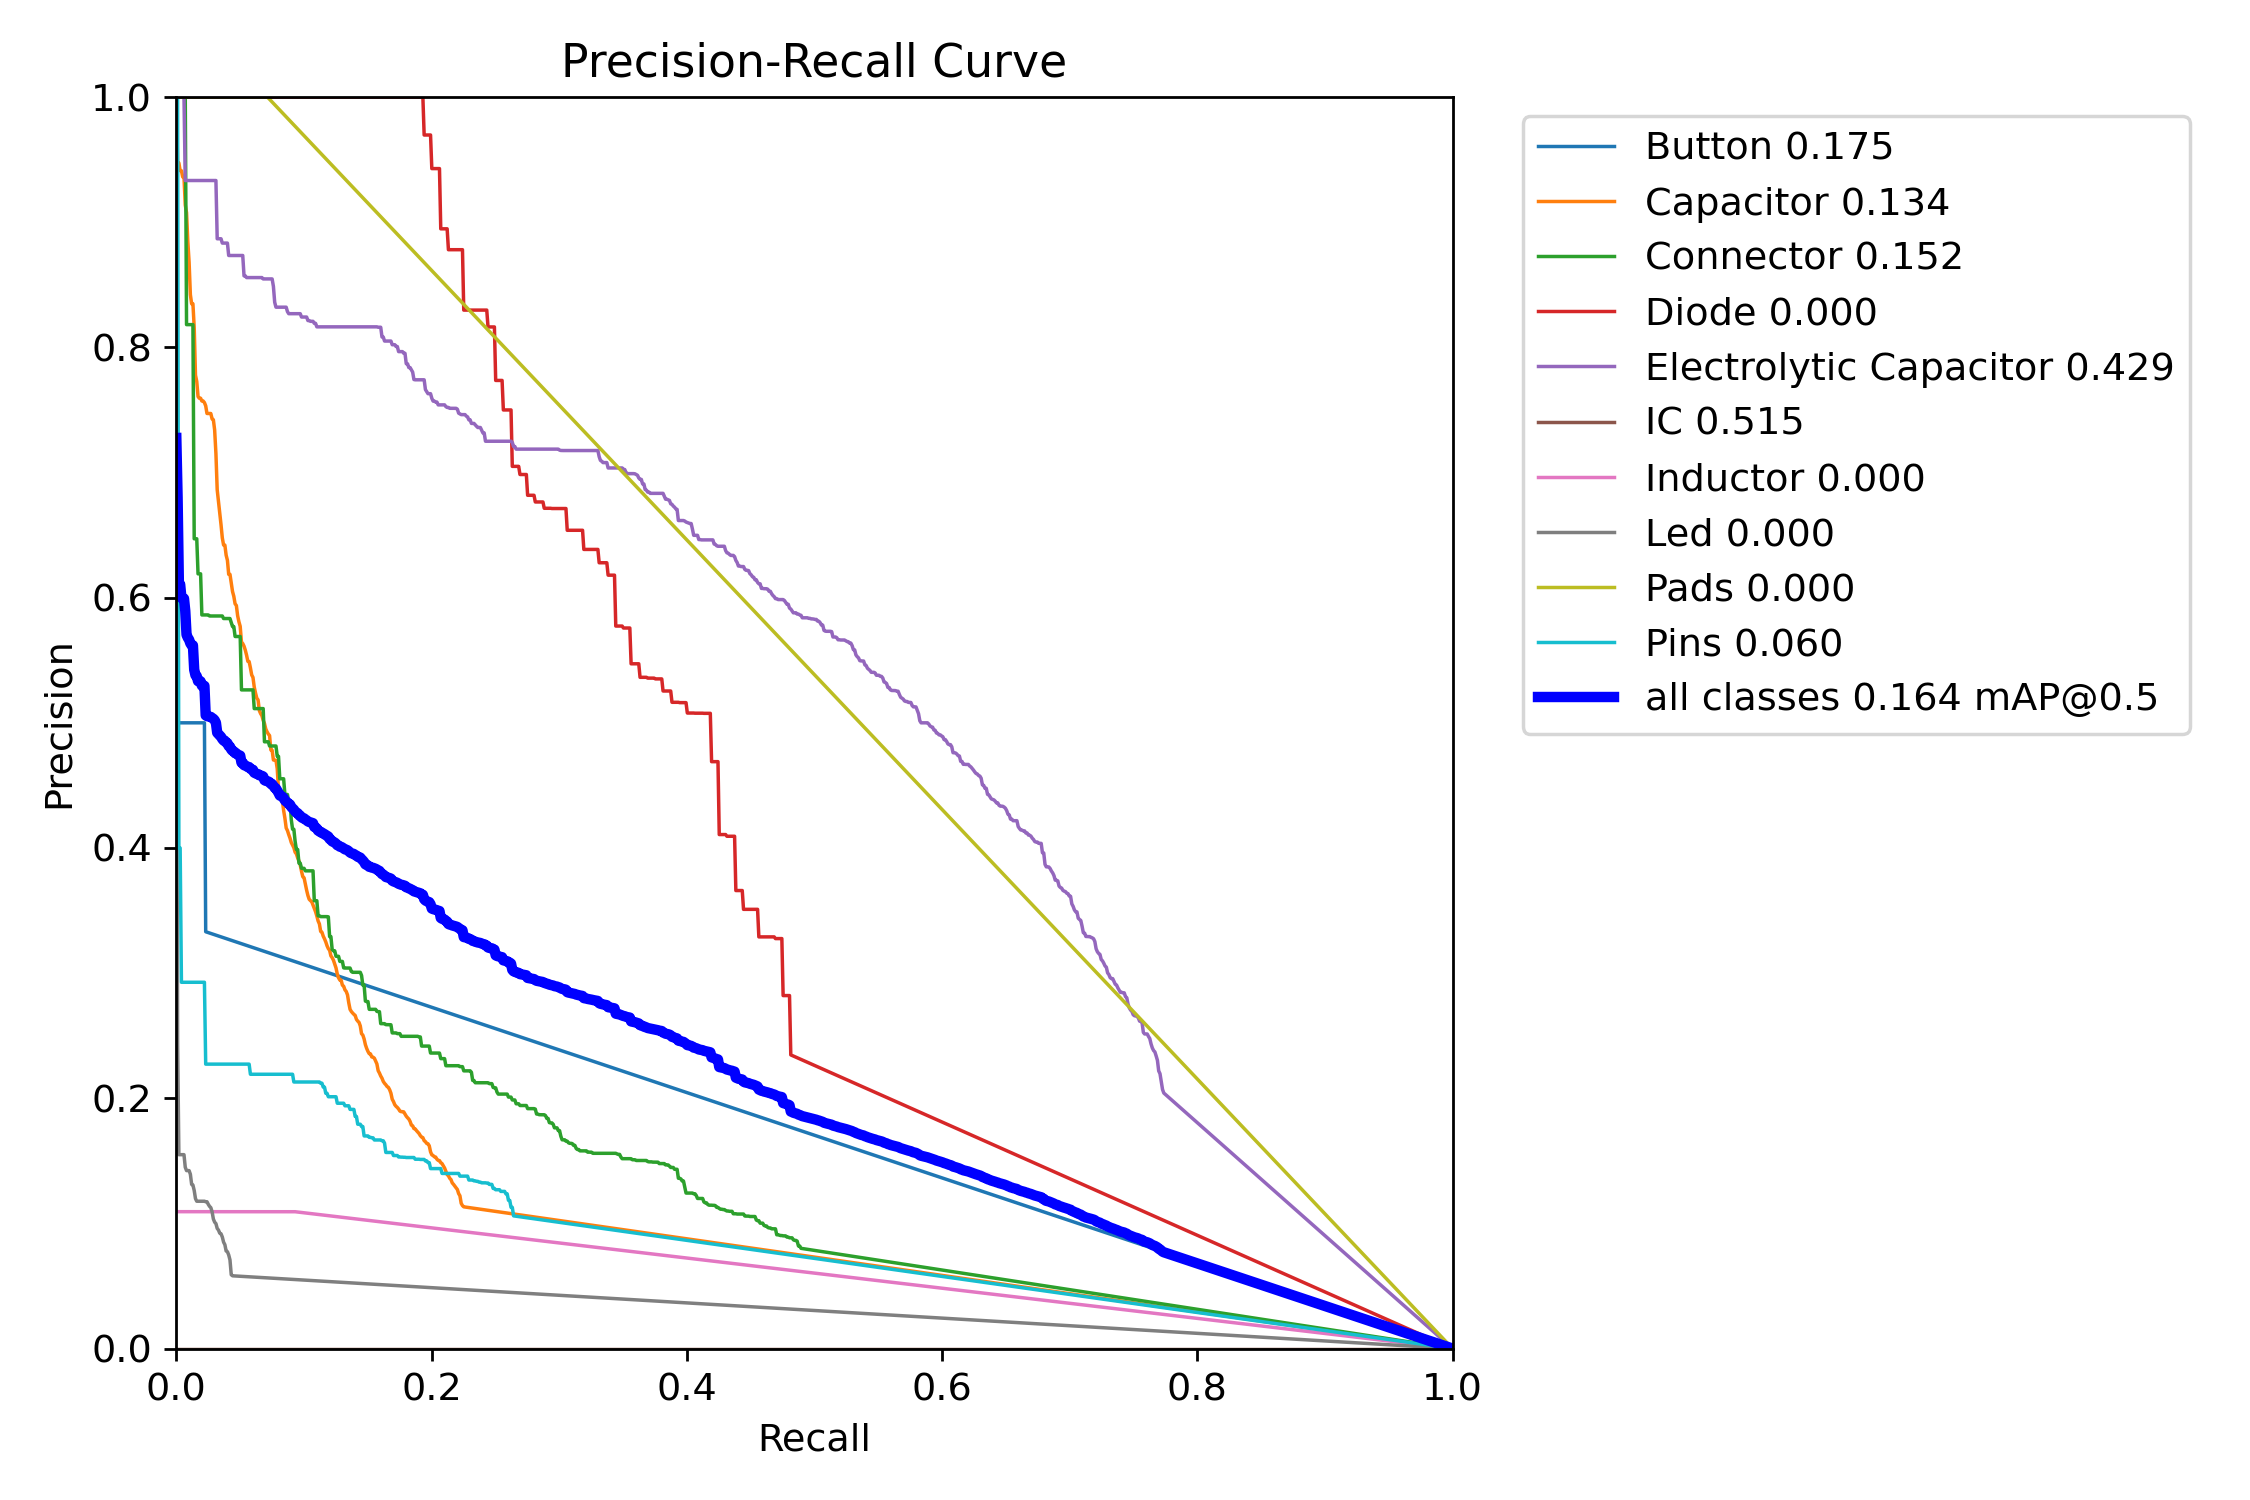 Precision-Recall Curve
1.0
0.8
0.6
0.4
0.2
0.0
Precision
0.0 0.2 0.4 0.6 0.8 1.0
Recall
Button 0.175
Capacitor 0.134
Connector 0.152
Diode 0.000
Electrolytic Capacitor 0.429
IC 0.515
Inductor 0.000
Led 0.000
Pads 0.000
Pins 0.060
all classes 0.164 mAP@0.5